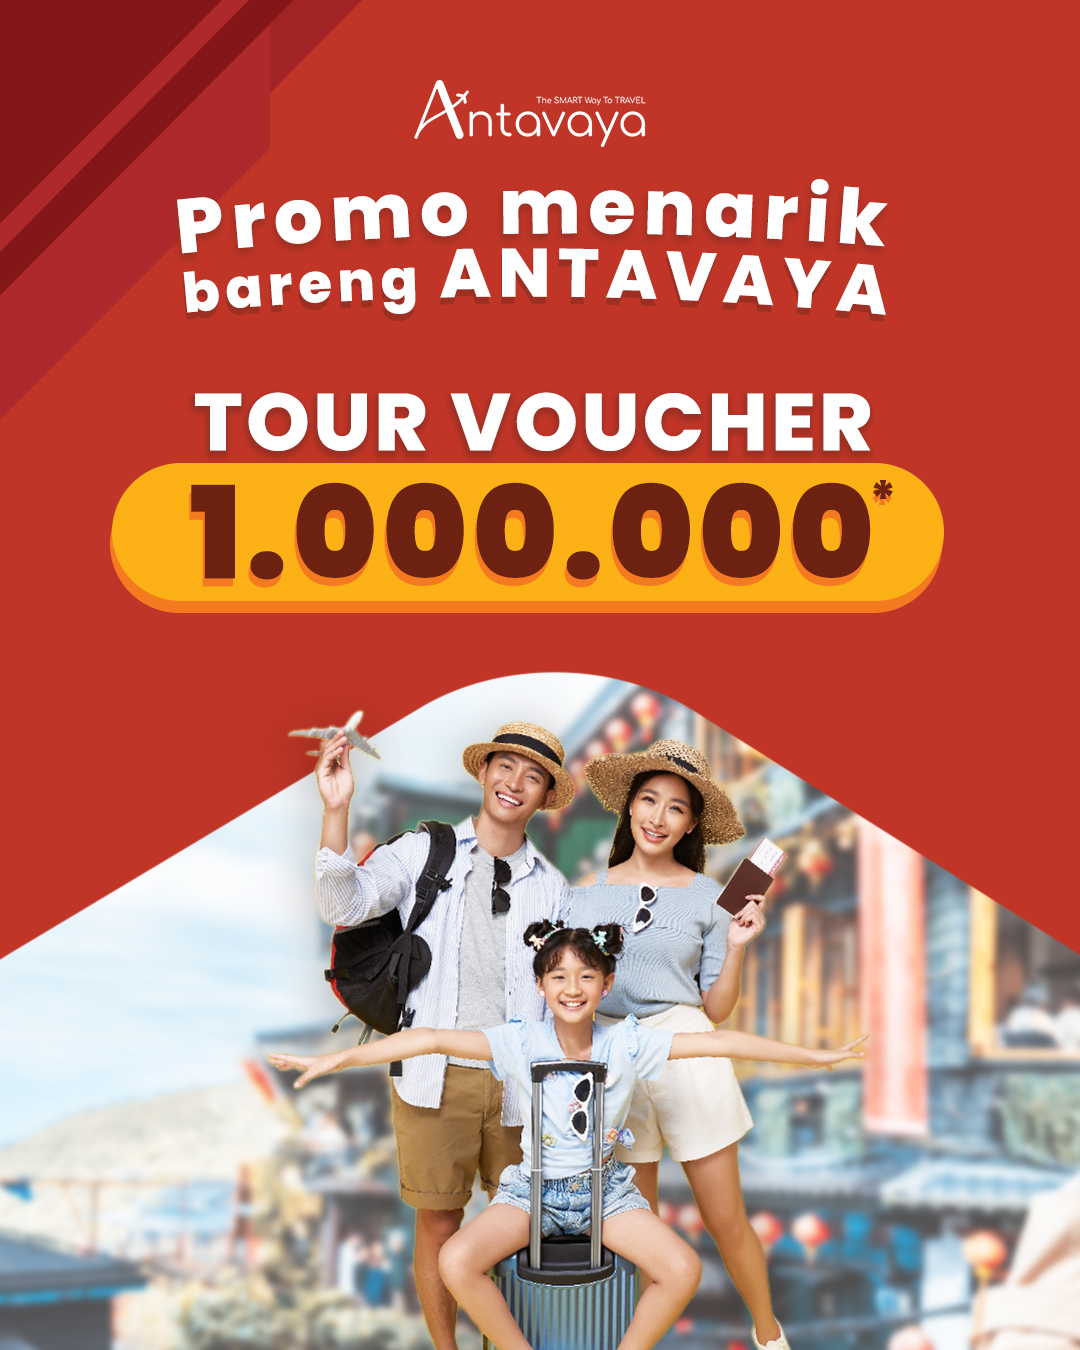 The SMART Way To TRAVEL
Antavaya
Promo menarik
bareng ANTAVAYA
TOUR VOUCHER
1.000.000*